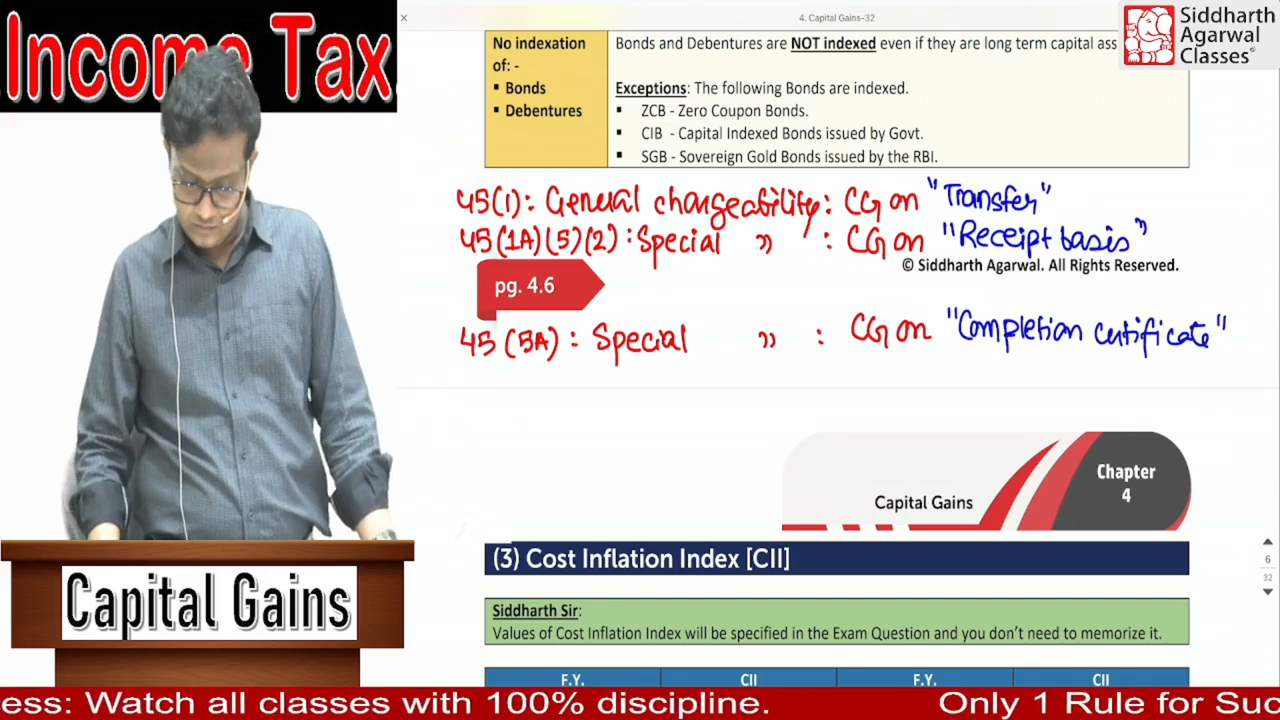 Income Tax
Capital Gains
4. Capital Gains-32
Siddharth
Agarwal
Classes
No indexation
of: -
▪ Bonds
▪ Debentures
Bonds and Debentures are NOT indexed even if they are long term capital ass
Exceptions: The following Bonds are indexed.
▪ ZCB - Zero Coupon Bonds.
▪ CIB - Capital Indexed Bonds issued by Govt.
▪ SGB - Sovereign Gold Bonds issued by the RBI.
45(1): General chargeability: CG on "Transfer"
45(1A)(5)(2): Special " : CG on "Receipt basis"
© Siddharth Agarwal. All Rights Reserved.
pg. 4.6
45(5A): Special " : CG on "Completion certificate"
Capital Gains
Chapter
4
(3) Cost Inflation Index [CII]
6
32
Siddharth Sir:
Values of Cost Inflation Index will be specified in the Exam Question and you don't need to memorize it.
F.Y. CII F.Y. CII
cess: Watch all classes with 100% discipline. Only 1 Rule for Suc